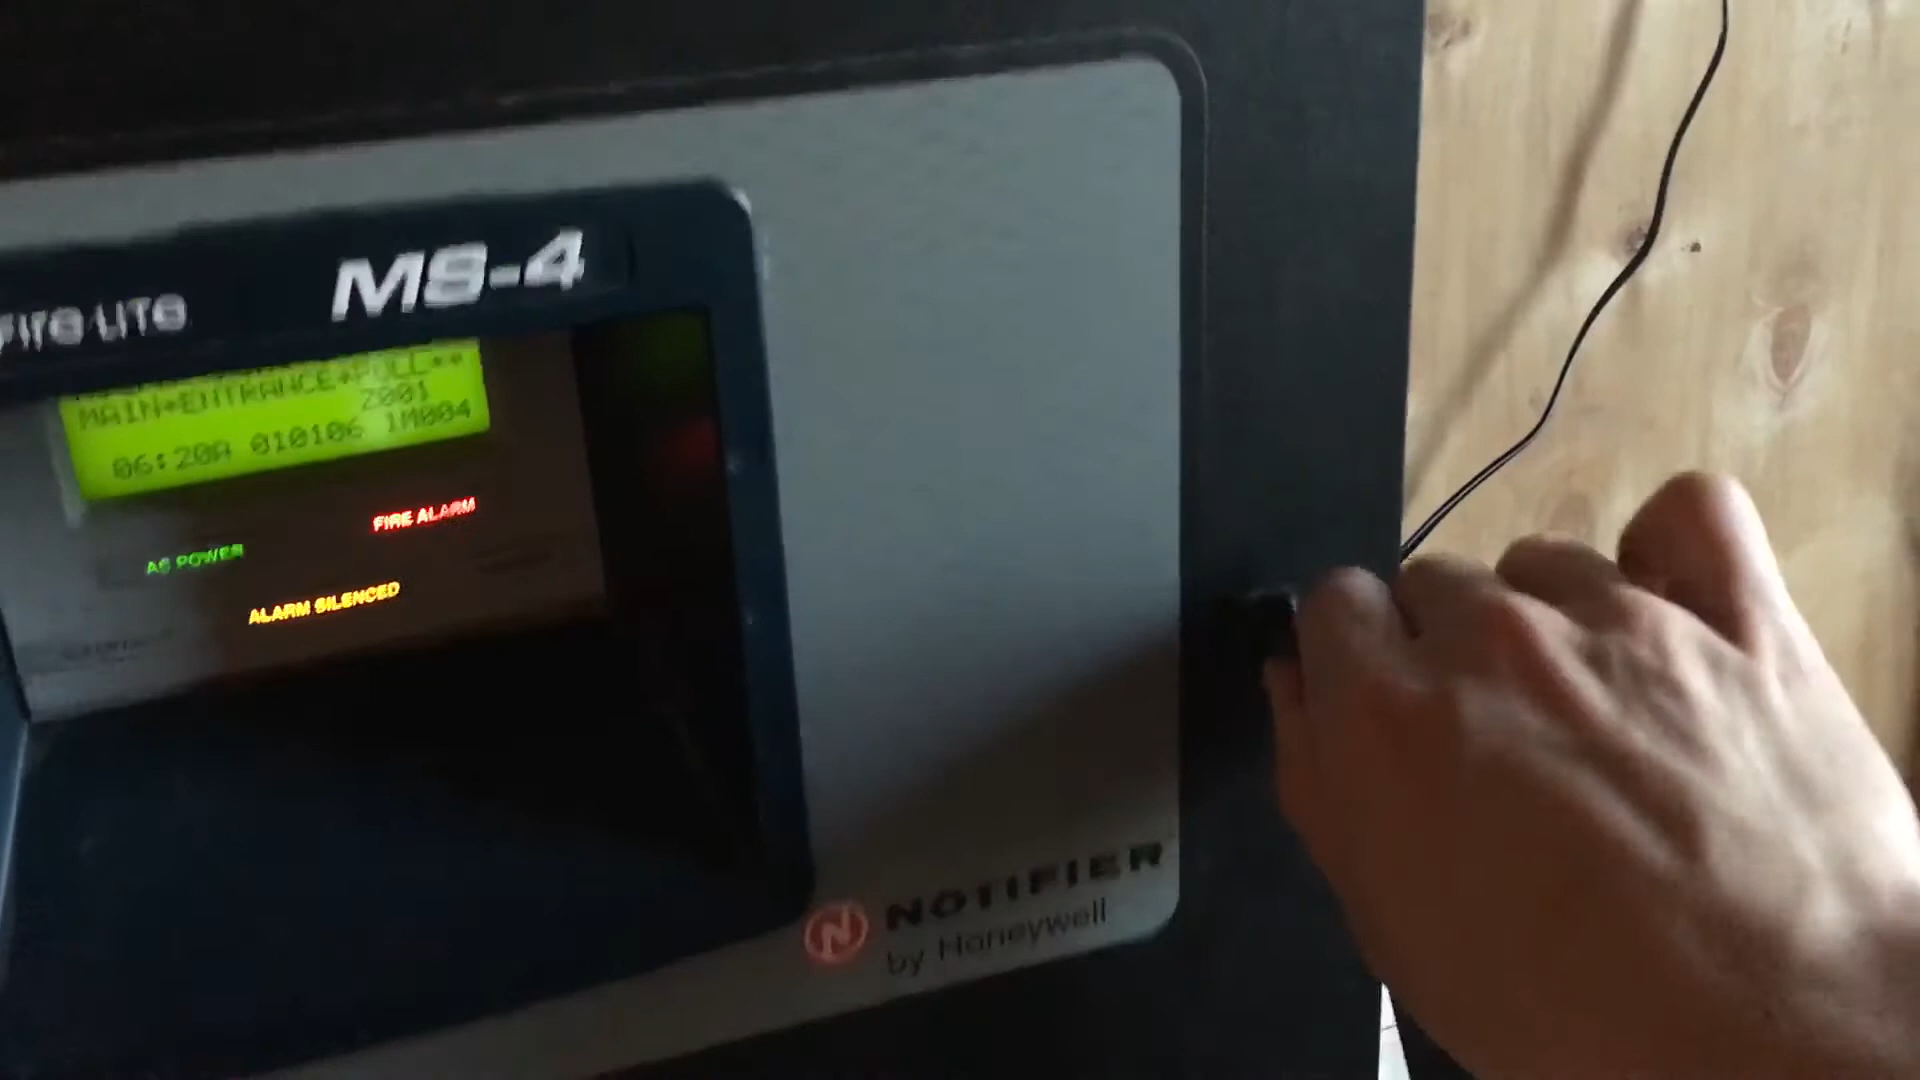 FIRE LITE
MS-4
MAIN*ENTRANCE*PULL**
Z001
06:20A 010106 1M004
FIRE ALARM
AC POWER
ALARM SILENCED
NOTIFIER
by Honeywell